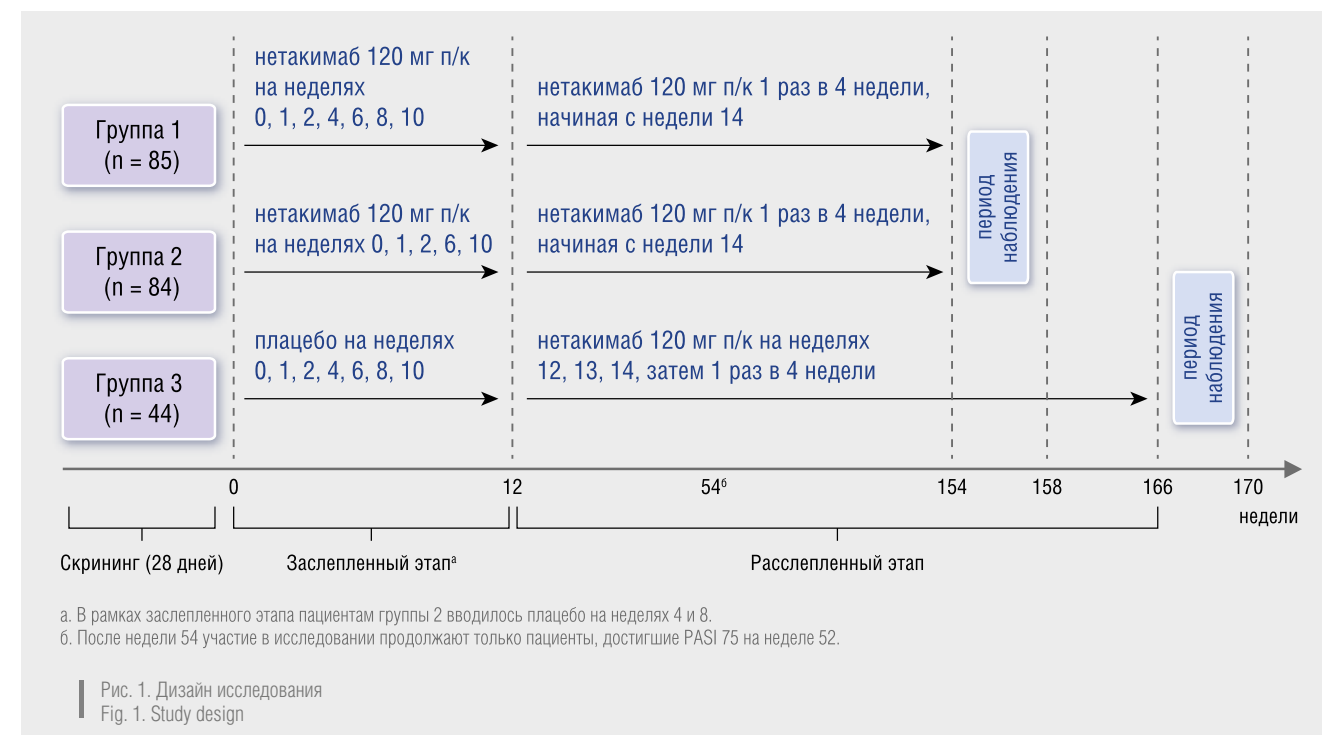 Группа 1
(n = 85)
нетакимаб 120 мг п/к
на неделях
0, 1, 2, 4, 6, 8, 10
нетакимаб 120 мг п/к 1 раз в 4 недели,
начиная с недели 14
Группа 2
(n = 84)
нетакимаб 120 мг п/к
на неделях 0, 1, 2, 6, 10
нетакимаб 120 мг п/к 1 раз в 4 недели,
начиная с недели 14
период
наблюдения
Группа 3
(n = 44)
плацебо на неделях
0, 1, 2, 4, 6, 8, 10
нетакимаб 120 мг п/к на неделях
12, 13, 14, затем 1 раз в 4 недели
период
наблюдения
0 12 54б 154 158 166 170
недели
Скрининг (28 дней) Заслепленный этапа Расслепленный этап
а. В рамках заслепленного этапа пациентам группы 2 вводилось плацебо на неделях 4 и 8.
б. После недели 54 участие в исследовании продолжают только пациенты, достигшие PASI 75 на неделе 52.
Рис. 1. Дизайн исследования
Fig. 1. Study design